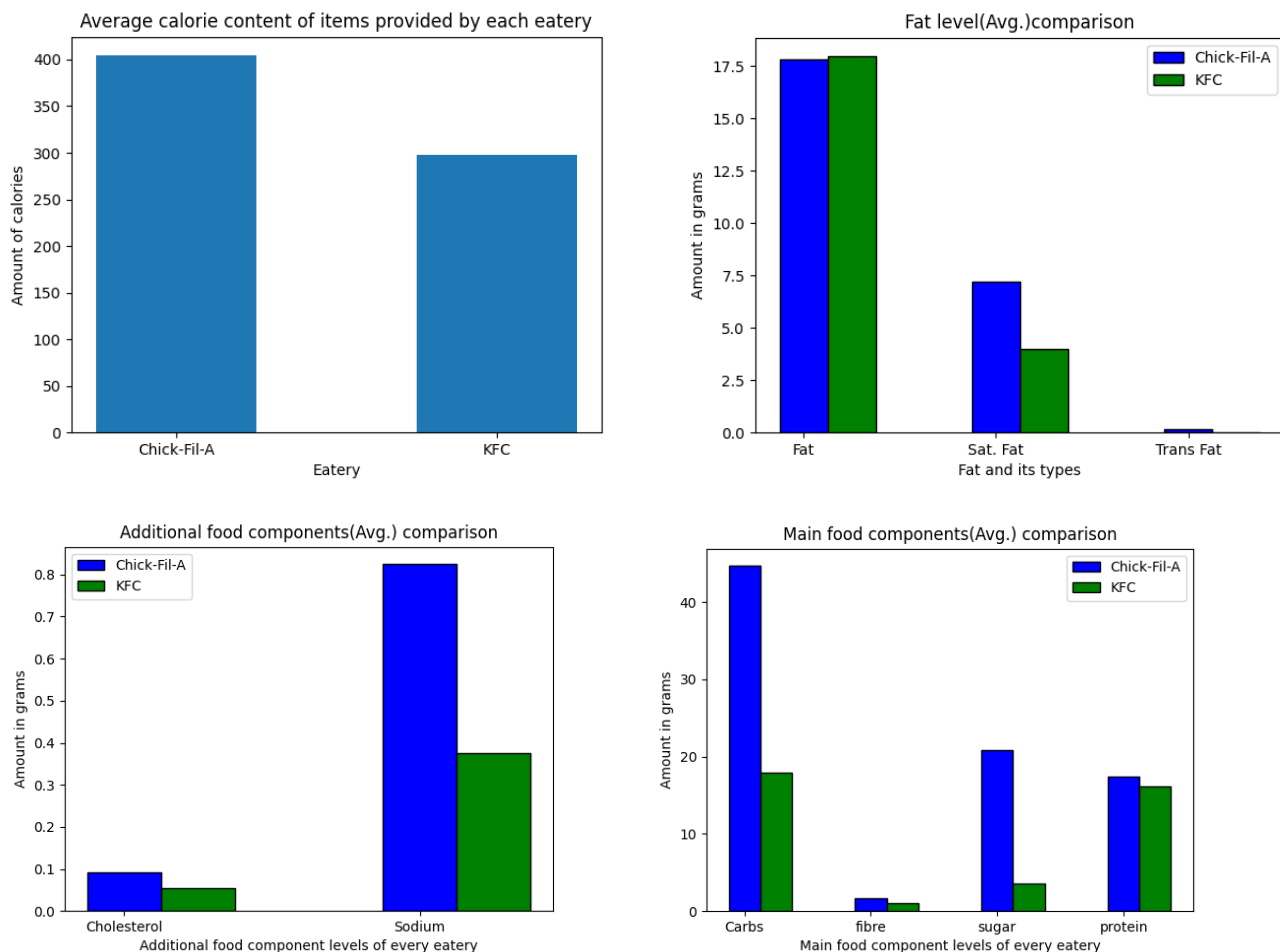 Average calorie content of items provided by each eatery
400
350
300
250
200
150
100
50
0
Amount of calories
Chick-Fil-A
KFC
Eatery
Fat level(Avg.)comparison
Chick-Fil-A
KFC
17.5
15.0
12.5
10.0
7.5
5.0
2.5
0.0
Amount in grams
Fat
Sat. Fat
Trans Fat
Fat and its types
Additional food components(Avg.) comparison
Chick-Fil-A
KFC
0.8
0.7
0.6
0.5
0.4
0.3
0.2
0.1
0.0
Amount in grams
Cholesterol
Sodium
Additional food component levels of every eatery
Main food components(Avg.) comparison
Chick-Fil-A
KFC
40
30
20
10
0
Amount in grams
Carbs
fibre
sugar
protein
Main food component levels of every eatery